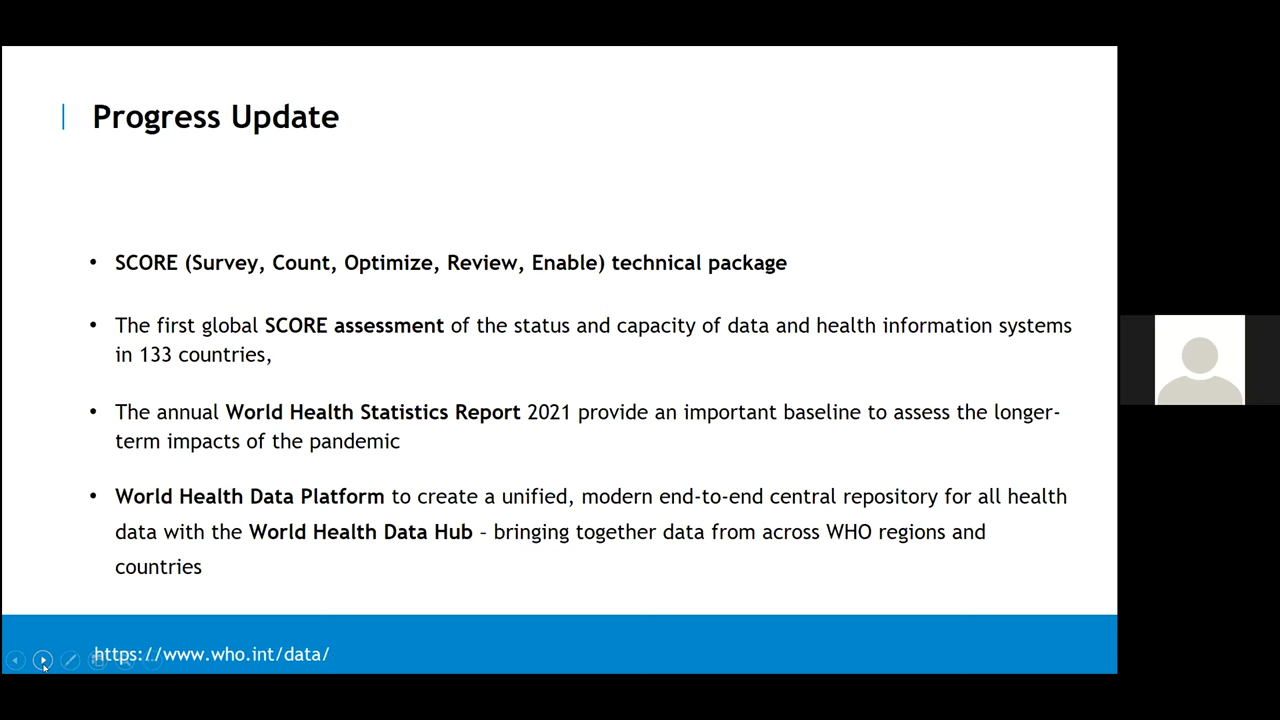 Progress Update
• SCORE (Survey, Count, Optimize, Review, Enable) technical package
• The first global SCORE assessment of the status and capacity of data and health information systems
in 133 countries,
• The annual World Health Statistics Report 2021 provide an important baseline to assess the longer-
term impacts of the pandemic
• World Health Data Platform to create a unified, modern end-to-end central repository for all health
data with the World Health Data Hub – bringing together data from across WHO regions and
countries
https://www.who.int/data/